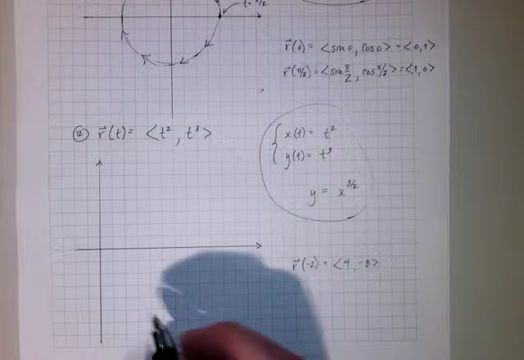 t=π/2
r⃗(0) = <sin0, cos0> = <0,1>
r⃗(π/2) = <sin π/2, cos π/2> = <1,0>
⑫ r⃗(t) = <t², t³>
x(t) = t²
y(t) = t³
y = x^3/2
r⃗(-2) = <4, -8>